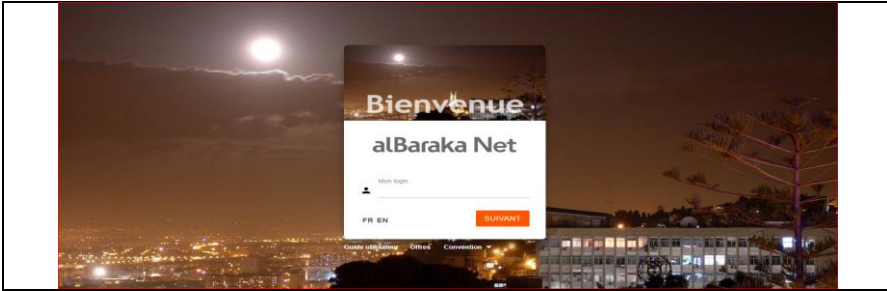 Bienvenue
alBaraka Net
Mon login
FR EN
SUIVANT
Guide utilisateur Offres Convention